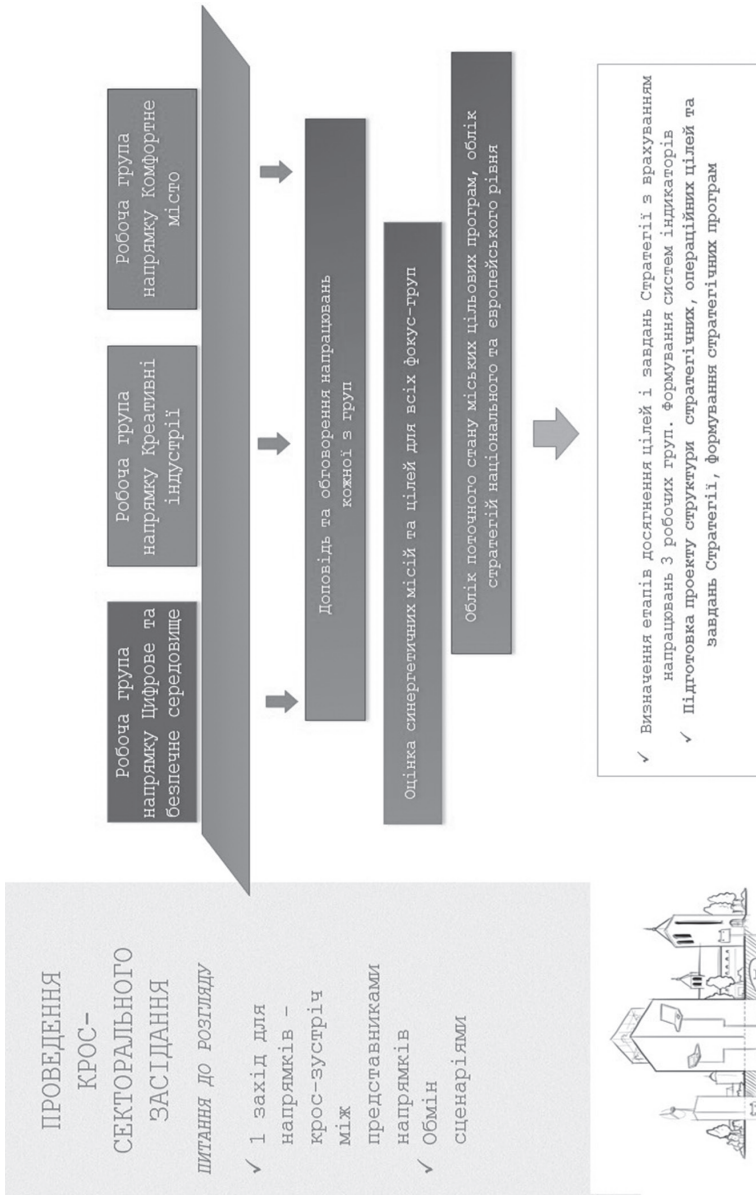 ПРОВЕДЕННЯ
КРОС-
СЕКТОРАЛЬНОГО
ЗАСІДАННЯ
ПИТАННЯ ДО РОЗГЛЯДУ
✓ 1 захід для
напрямків –
крос-зустріч
між
представниками
напрямків
✓ Обмін
сценаріями
Робоча група
напрямку Цифрове та
безпечне середовище
Робоча група
напрямку Креативні
індустрії
Робоча група
напрямку Комфортне
місто
Доповідь та обговорення напрацювань
кожної з груп
Оцінка синергетичних місій та цілей для всіх фокус-груп
Облік поточного стану міських цільових програм, облік
стратегій національного та європейського рівня
✓ Визначення етапів досягнення цілей і завдань Стратегії з врахуванням
напрацювань 3 робочих груп. Формування систем індикаторів
✓ Підготовка проекту структури стратегічних, операційних цілей та
завдань Стратегії, формування стратегічних програм